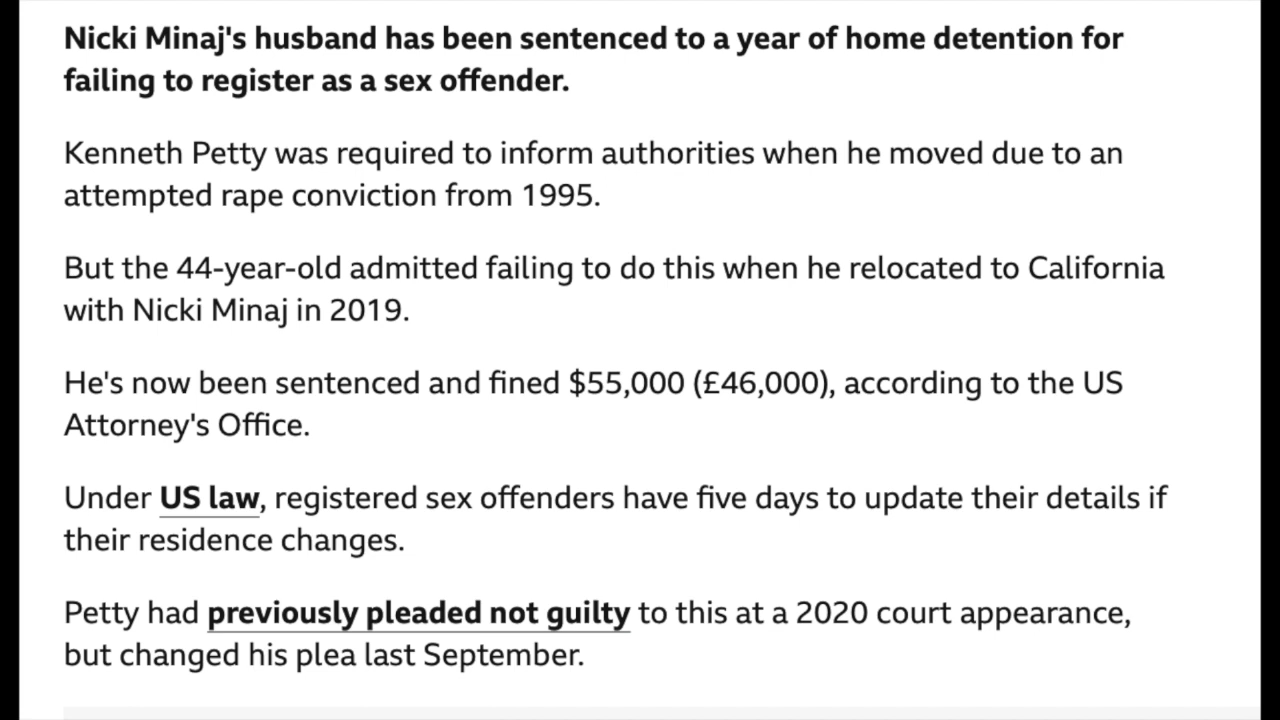 Nicki Minaj's husband has been sentenced to a year of home detention for
failing to register as a sex offender.
Kenneth Petty was required to inform authorities when he moved due to an
attempted rape conviction from 1995.
But the 44-year-old admitted failing to do this when he relocated to California
with Nicki Minaj in 2019.
He's now been sentenced and fined $55,000 (£46,000), according to the US
Attorney's Office.
Under US law, registered sex offenders have five days to update their details if
their residence changes.
Petty had previously pleaded not guilty to this at a 2020 court appearance,
but changed his plea last September.